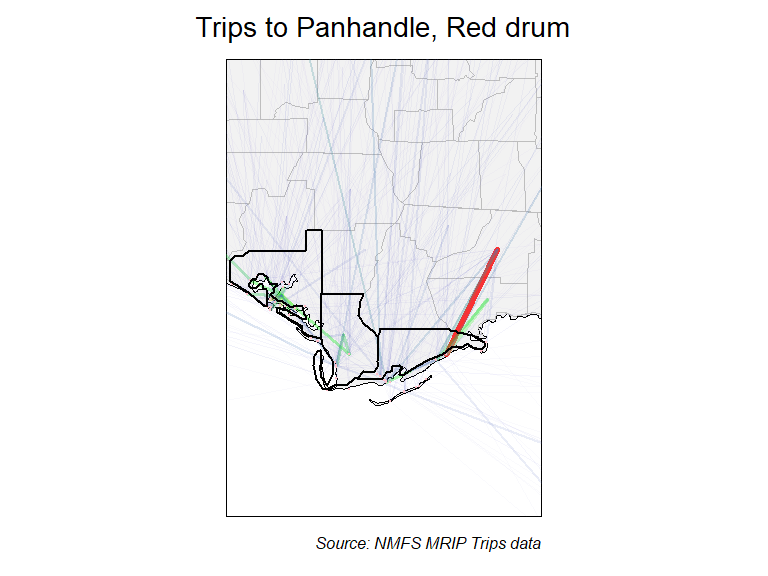 Trips to Panhandle, Red drum
Source: NMFS MRIP Trips data